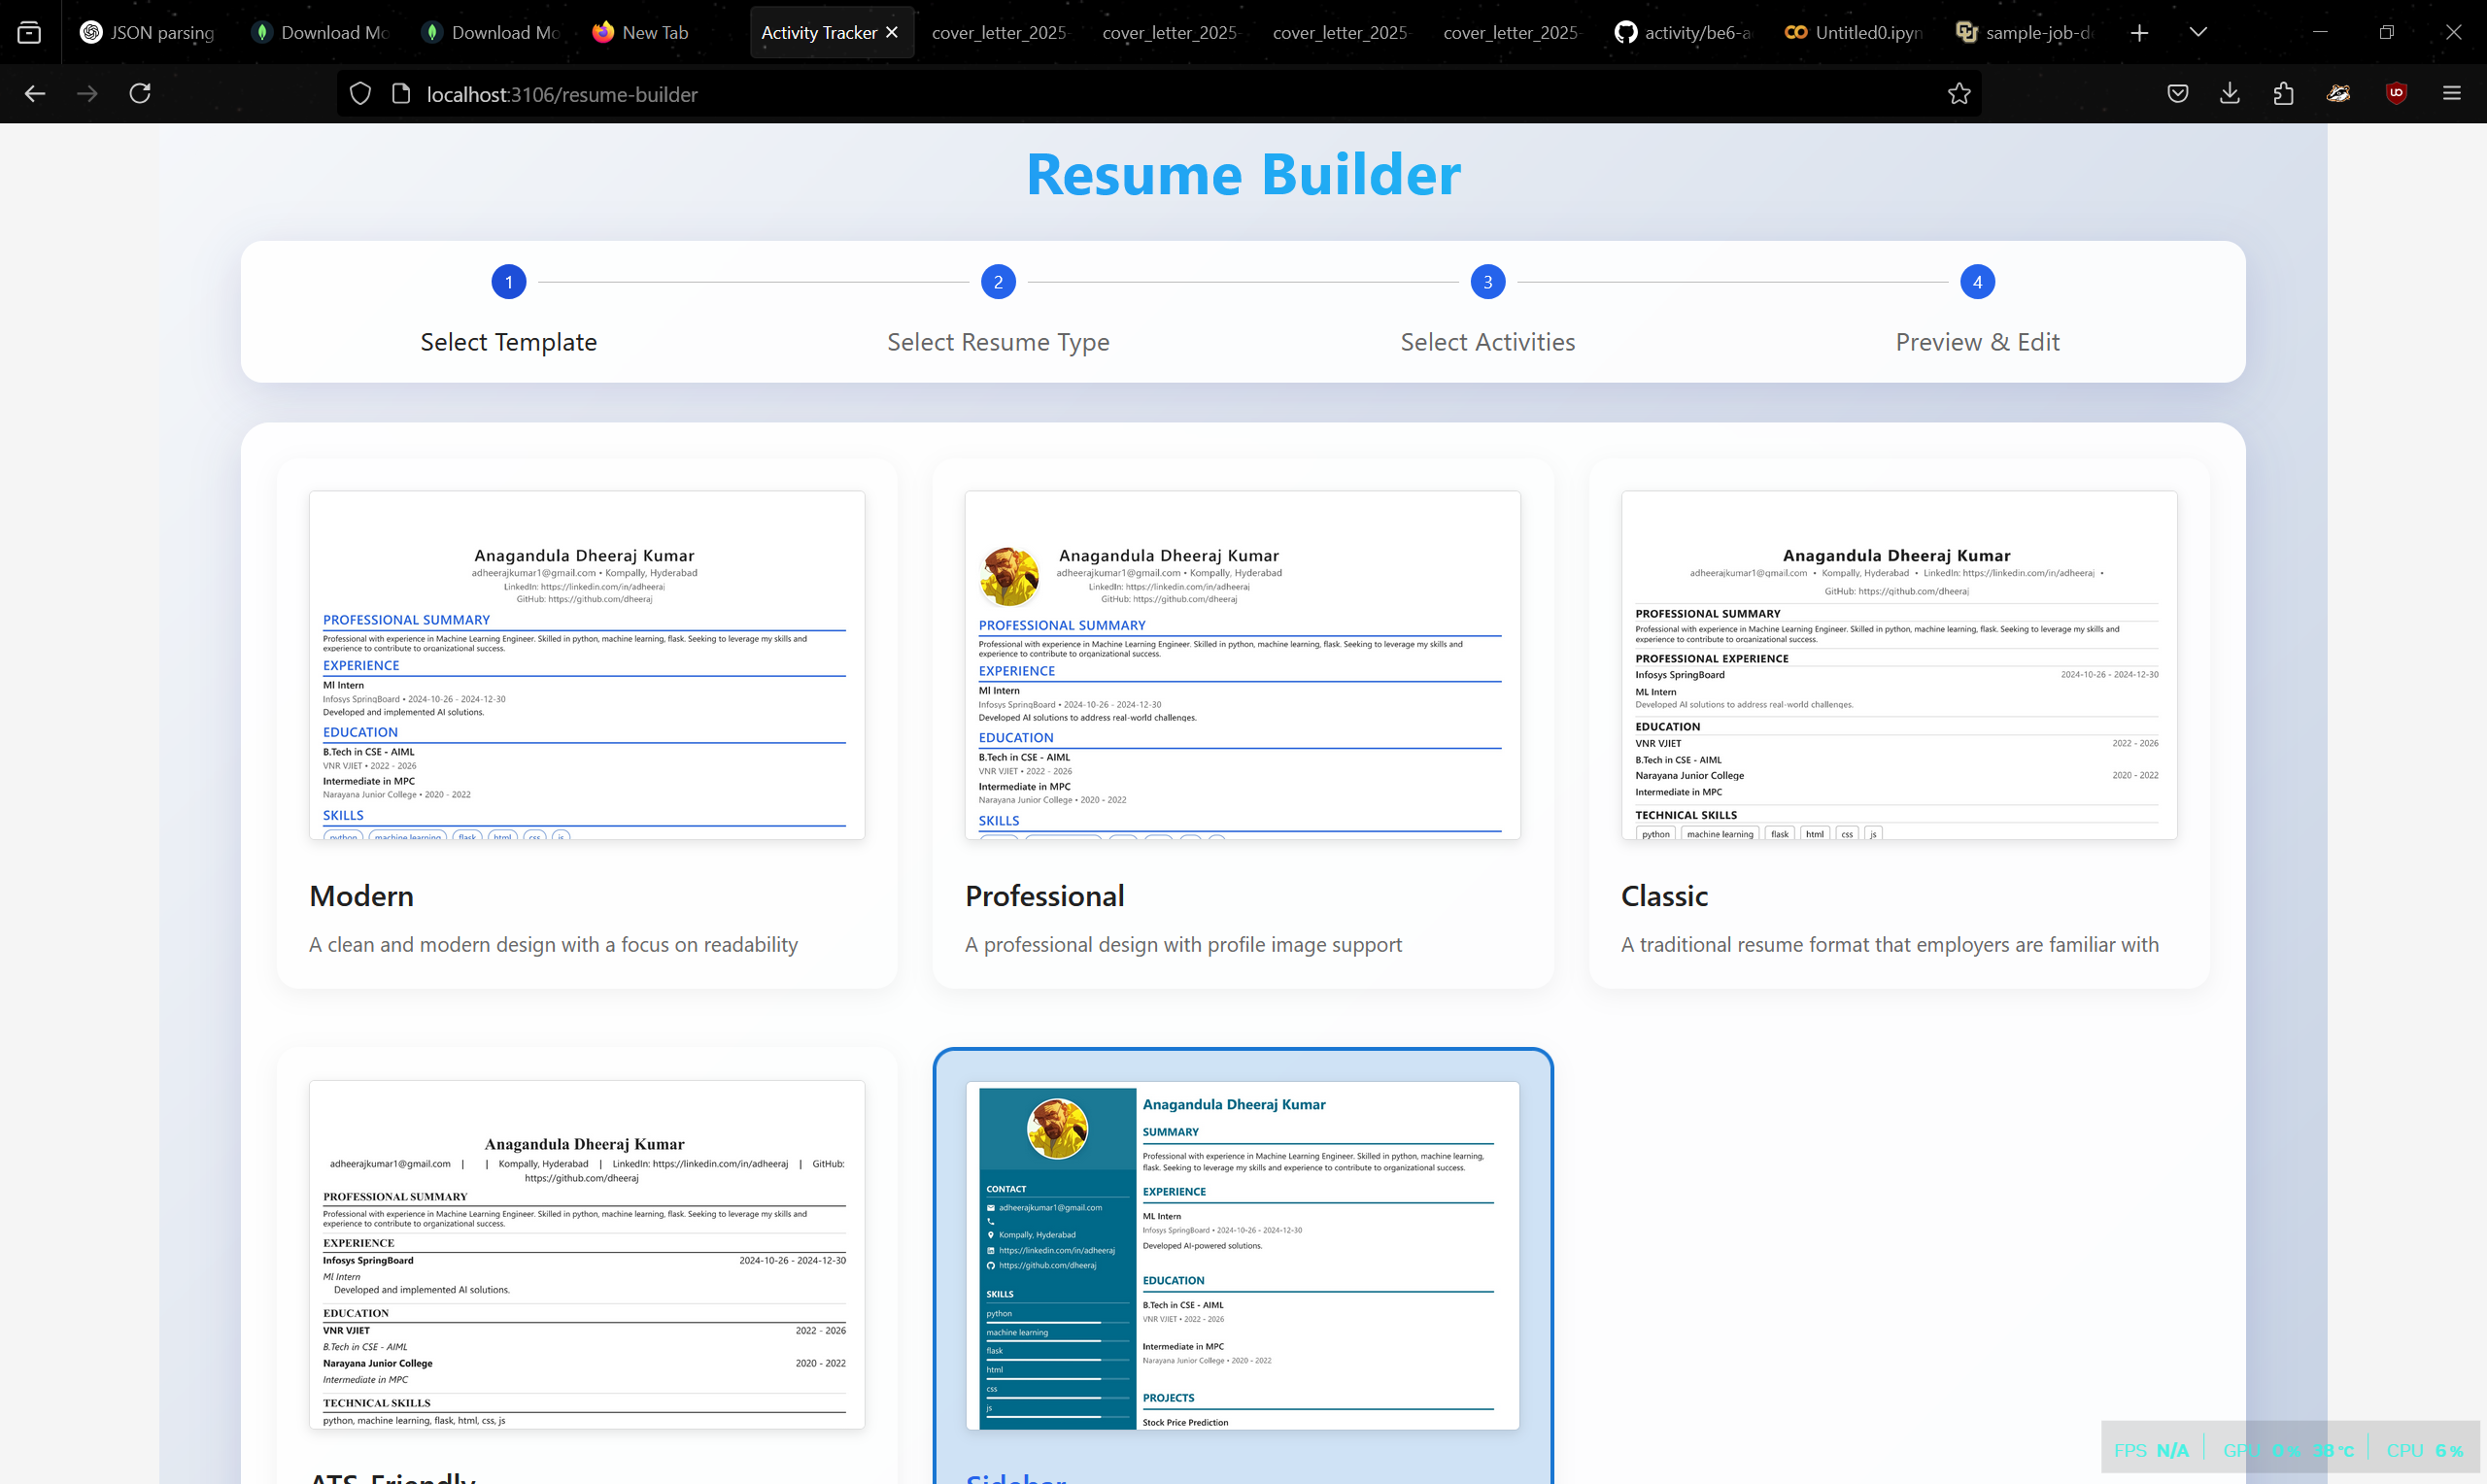 JSON parsing
Download Mo
Download Mo
New Tab
Activity Tracker
cover_letter_2025-
cover_letter_2025-
cover_letter_2025-
cover_letter_2025-
activity/be6-a
Untitled0.ipyn
sample-job-de
localhost:3106/resume-builder
Resume Builder
1
2
3
4
Select Template
Select Resume Type
Select Activities
Preview & Edit
Anagandula Dheeraj Kumar
adheerajkumar1@gmail.com • Kompally, Hyderabad
LinkedIn: https://linkedin.com/in/adheeraj
GitHub: https://github.com/dheeraj
PROFESSIONAL SUMMARY
Professional with experience in Machine Learning Engineer. Skilled in python, machine learning, flask. Seeking to leverage my skills and
experience to contribute to organizational success.
EXPERIENCE
Ml Intern
Infosys SpringBoard • 2024-10-26 - 2024-12-30
Developed and implemented AI solutions.
EDUCATION
B.Tech in CSE - AIML
VNR VJIET • 2022 - 2026
Intermediate in MPC
Narayana Junior College • 2020 - 2022
SKILLS
python machine learning flask html css js
Modern
A clean and modern design with a focus on readability
Anagandula Dheeraj Kumar
adheerajkumar1@gmail.com • Kompally, Hyderabad
LinkedIn: https://linkedin.com/in/adheeraj
GitHub: https://github.com/dheeraj
PROFESSIONAL SUMMARY
Professional with experience in Machine Learning Engineer. Skilled in python, machine learning, flask. Seeking to leverage my skills and
experience to contribute to organizational success.
EXPERIENCE
Ml Intern
Infosys SpringBoard • 2024-10-26 - 2024-12-30
Developed AI solutions to address real-world challenges.
EDUCATION
B.Tech in CSE - AIML
VNR VJIET • 2022 - 2026
Intermediate in MPC
Narayana Junior College • 2020 - 2022
SKILLS
Professional
A professional design with profile image support
Anagandula Dheeraj Kumar
adheerajkumar1@gmail.com • Kompally, Hyderabad • LinkedIn: https://linkedin.com/in/adheeraj •
GitHub: https://github.com/dheeraj
PROFESSIONAL SUMMARY
Professional with experience in Machine Learning Engineer. Skilled in python, machine learning, flask. Seeking to leverage my skills and
experience to contribute to organizational success.
PROFESSIONAL EXPERIENCE
Infosys SpringBoard 2024-10-26 - 2024-12-30
ML Intern
Developed AI solutions to address real-world challenges.
EDUCATION
VNR VJIET 2022 - 2026
B.Tech in CSE - AIML
Narayana Junior College 2020 - 2022
Intermediate in MPC
TECHNICAL SKILLS
python machine learning flask html css js
Classic
A traditional resume format that employers are familiar with
Anagandula Dheeraj Kumar
adheerajkumar1@gmail.com | | Kompally, Hyderabad | LinkedIn: https://linkedin.com/in/adheeraj | GitHub:
https://github.com/dheeraj
PROFESSIONAL SUMMARY
Professional with experience in Machine Learning Engineer. Skilled in python, machine learning, flask. Seeking to leverage my skills and
experience to contribute to organizational success.
EXPERIENCE
Infosys SpringBoard 2024-10-26 - 2024-12-30
Ml Intern
Developed and implemented AI solutions.
EDUCATION
VNR VJIET 2022 - 2026
B.Tech in CSE - AIML
Narayana Junior College 2020 - 2022
Intermediate in MPC
TECHNICAL SKILLS
python, machine learning, flask, html, css, js
ATS-Friendly
CONTACT
adheerajkumar1@gmail.com
Kompally, Hyderabad
https://linkedin.com/in/adheeraj
https://github.com/dheeraj
SKILLS
python
machine learning
flask
html
css
js
Anagandula Dheeraj Kumar
SUMMARY
Professional with experience in Machine Learning Engineer. Skilled in python, machine learning,
flask. Seeking to leverage my skills and experience to contribute to organizational success.
EXPERIENCE
ML Intern
Infosys SpringBoard • 2024-10-26 - 2024-12-30
Developed AI-powered solutions.
EDUCATION
B.Tech in CSE - AIML
VNR VJIET • 2022 - 2026
Intermediate in MPC
Narayana Junior College • 2020 - 2022
PROJECTS
Stock Price Prediction
Sidebar
FPS N/A GPU 0% 38°C CPU 6%